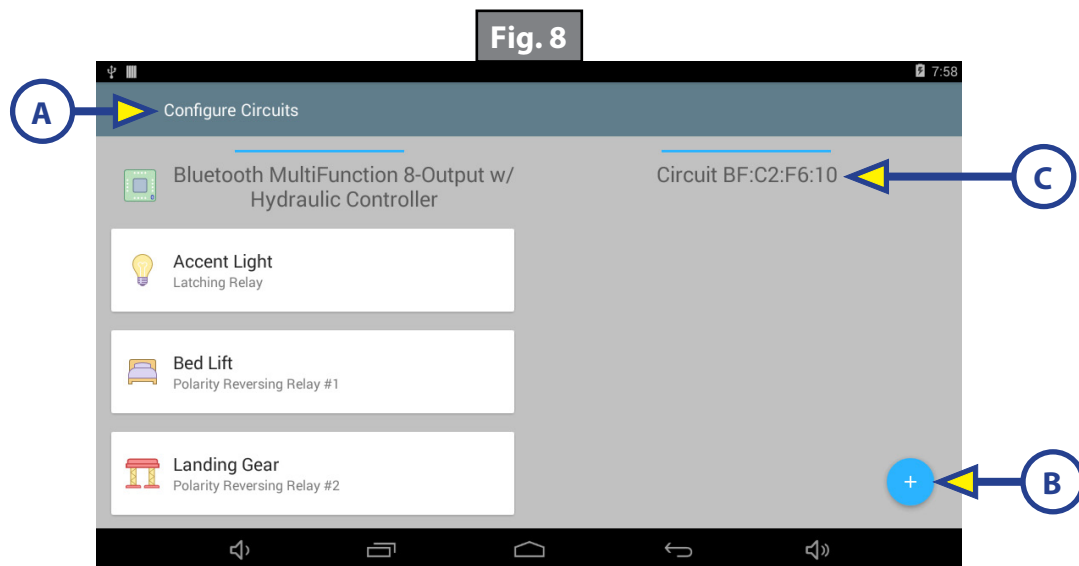 Fig. 8
7:58
A
Configure Circuits
Bluetooth MultiFunction 8-Output w/
Hydraulic Controller
Circuit BF:C2:F6:10
C
Accent Light
Latching Relay
Bed Lift
Polarity Reversing Relay #1
Landing Gear
Polarity Reversing Relay #2
+
B